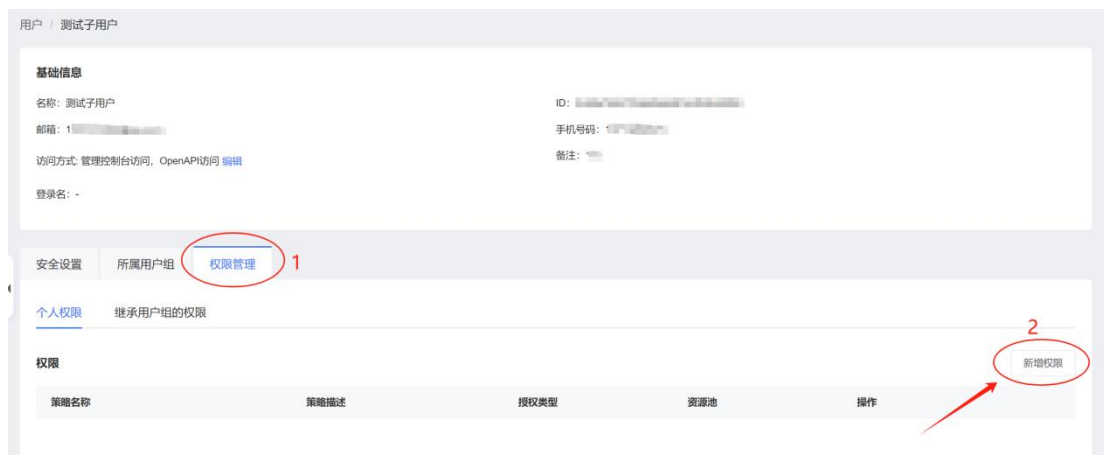 用户 / 测试子用户
基础信息
名称：测试子用户
ID：
邮箱：1
手机号码：1
访问方式: 管理控制台访问，OpenAPI访问 编辑
备注：
登录名：-
安全设置 所属用户组 权限管理 1
个人权限 继承用户组的权限
2
权限 新增权限
策略名称 策略描述 授权类型 资源池 操作